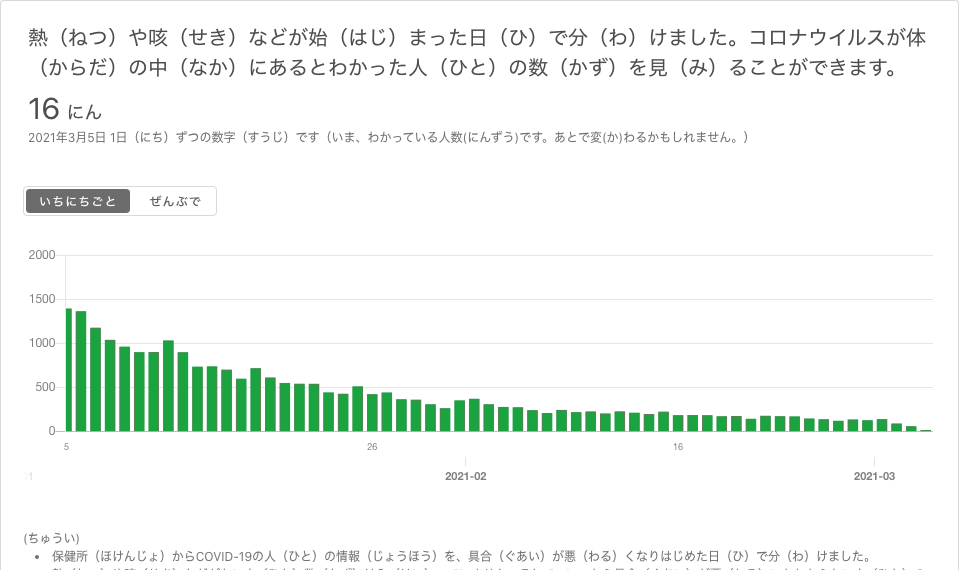 熱（ねつ）や咳（せき）などが始（はじ）まった日（ひ）で分（わ）けました。コロナウイルスが体
（からだ）の中（なか）にあるとわかった人（ひと）の数（かず）を見（み）ることができます。
16 にん
2021年3月5日 1日（にち）ずつの数字（すうじ）です（いま、わかっている人数(にんずう)です。あとで変(か)わるかもしれません。）
いちにちごと ぜんぶで
2000
1500
1000
500
0
5 26 16
1 2021-02 2021-03
(ちゅうい)
• 保健所（ほけんじょ）からCOVID-19の人（ひと）の情報（じょうほう）を、具合（ぐあい）が悪（わる）くなりはじめた日（ひ）で分（わ）けました。